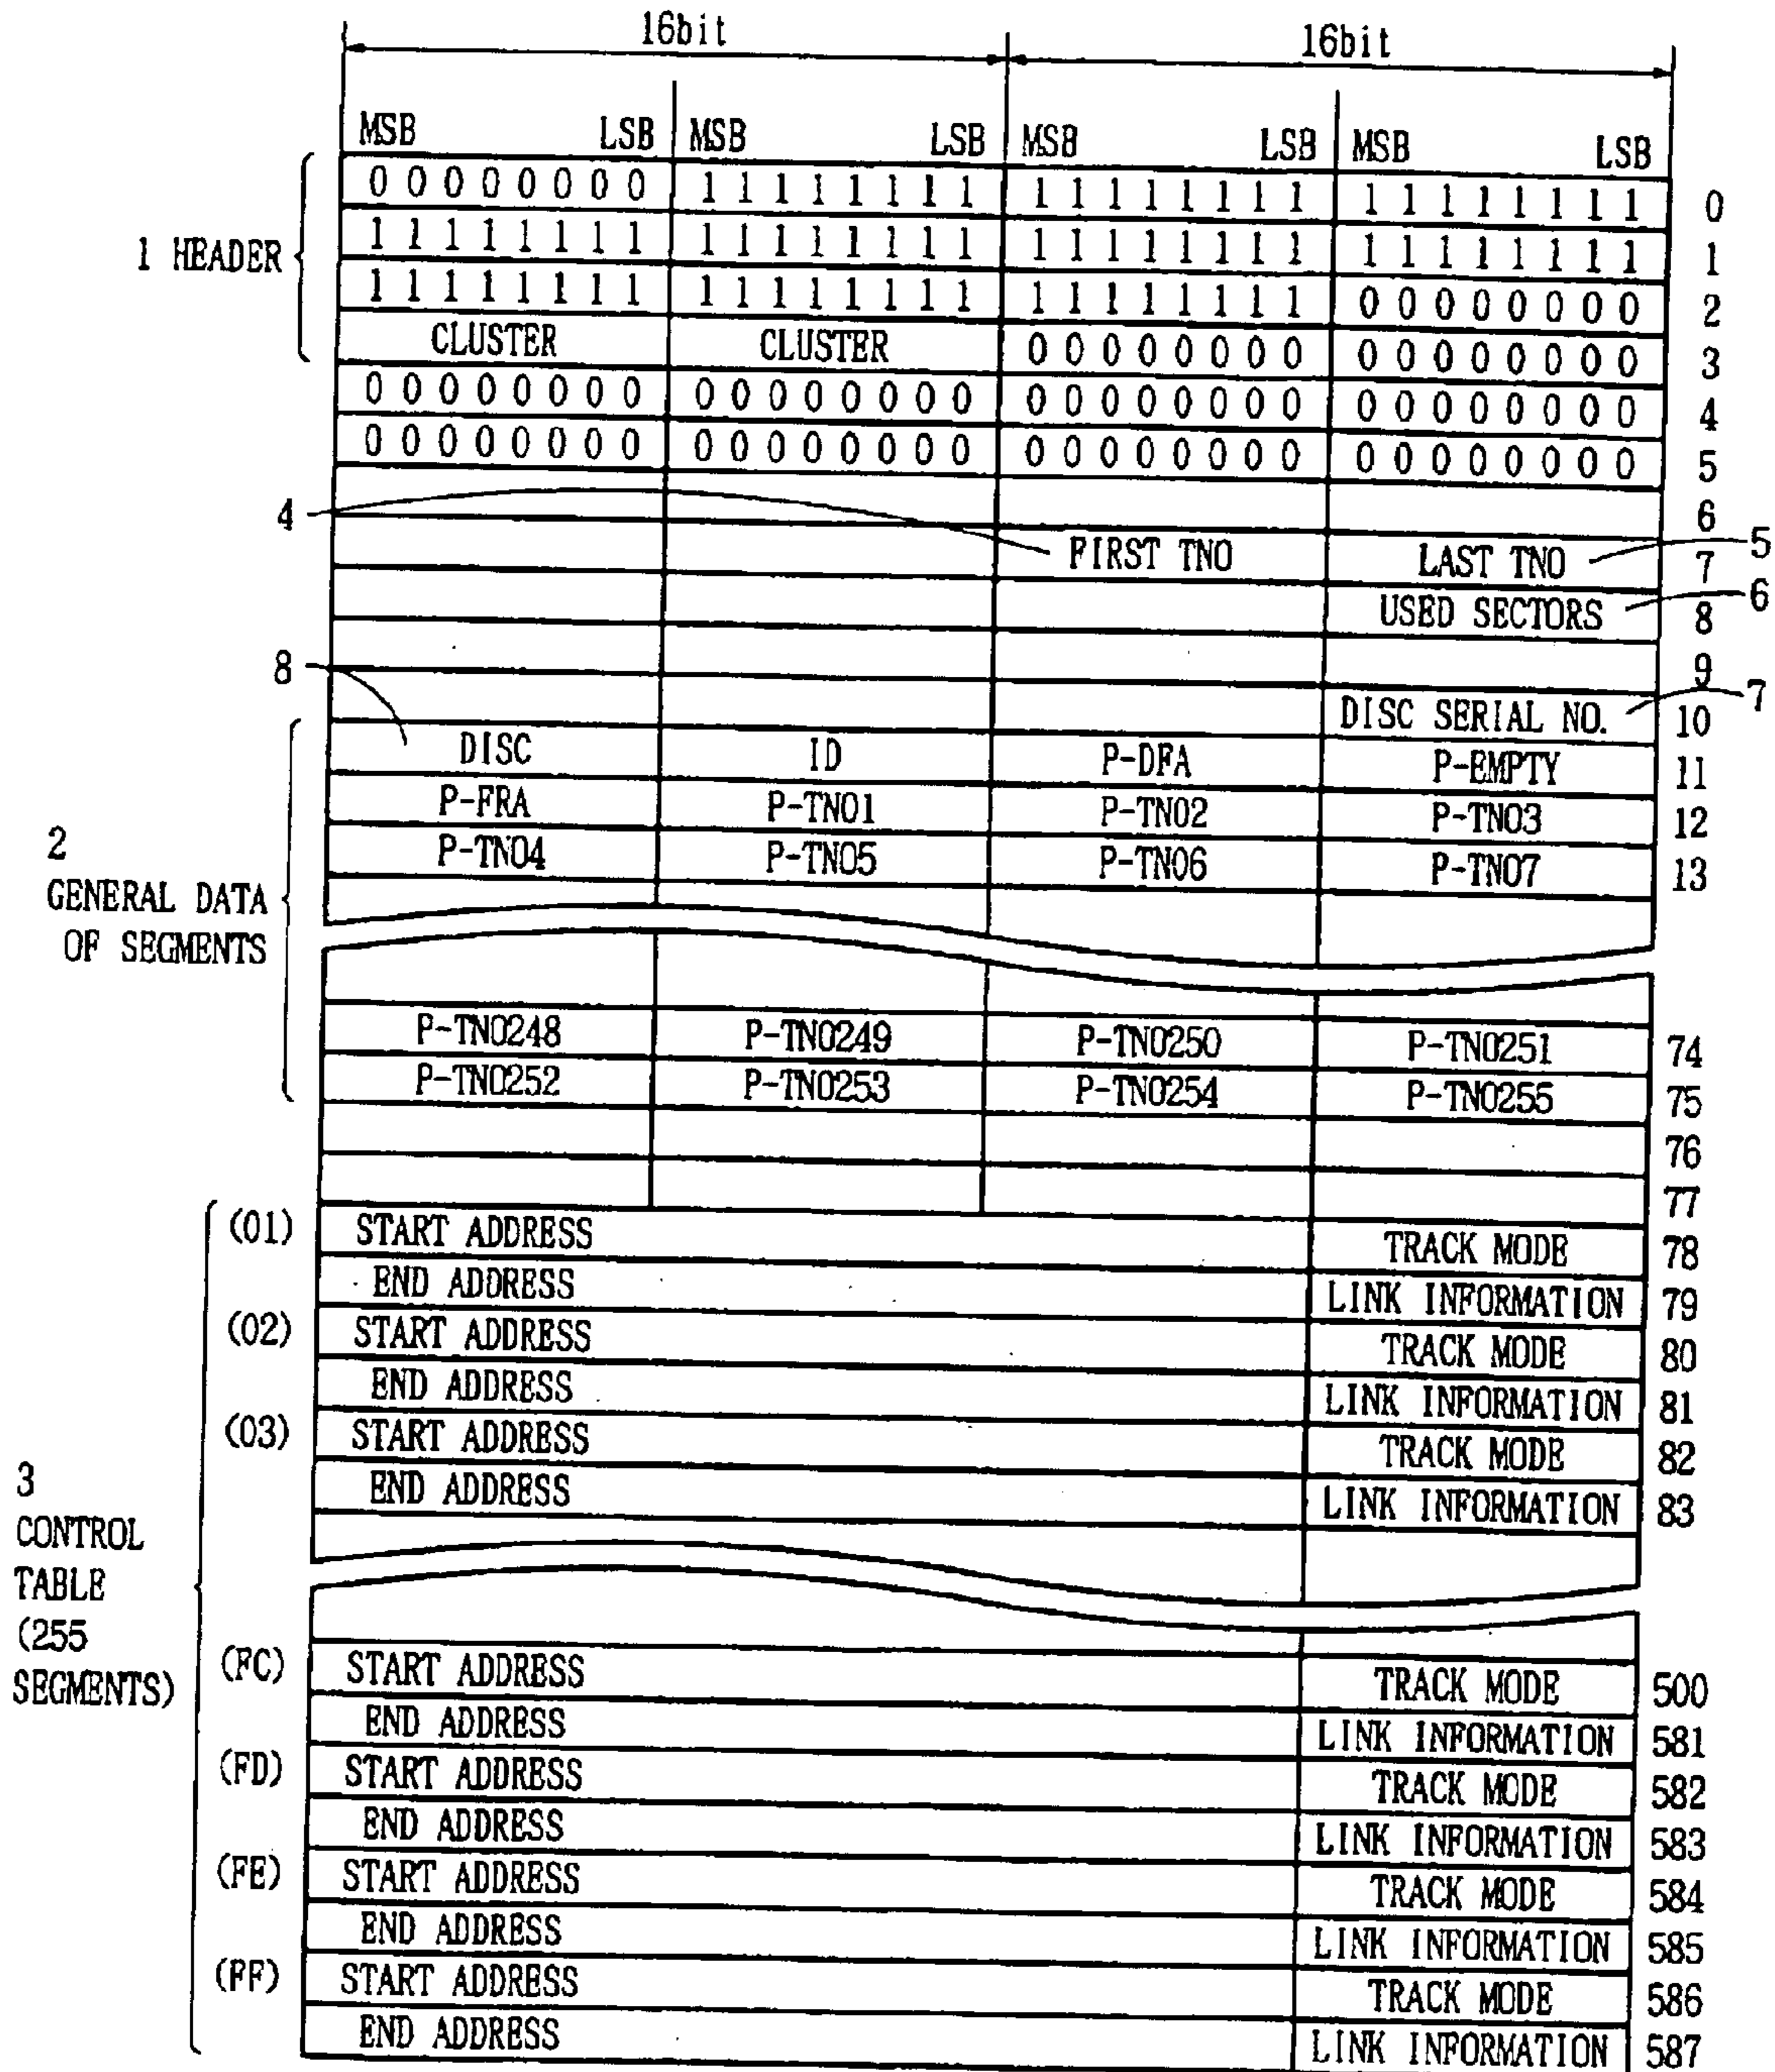 16bit 16bit
MSB LSB MSB LSB MSB LSB MSB LSB
0 0 0 0 0 0 0 0 1 1 1 1 1 1 1 1 1 1 1 1 1 1 1 1 1 1 1 1 1 1 1 1 0
1 HEADER
1 1 1 1 1 1 1 1 1 1 1 1 1 1 1 1 1 1 1 1 1 1 1 1 1 1 1 1 1 1 1 1 1
1 1 1 1 1 1 1 1 1 1 1 1 1 1 1 1 1 1 1 1 1 1 1 1 0 0 0 0 0 0 0 0 2
CLUSTER CLUSTER 0 0 0 0 0 0 0 0 0 0 0 0 0 0 0 0 3
0 0 0 0 0 0 0 0 0 0 0 0 0 0 0 0 0 0 0 0 0 0 0 0 0 0 0 0 0 0 0 0 4
0 0 0 0 0 0 0 0 0 0 0 0 0 0 0 0 0 0 0 0 0 0 0 0 0 0 0 0 0 0 0 0 5
4 6
FIRST TNO LAST TNO 7 5
USED SECTORS 8 6
8 9
DISC SERIAL NO. 10 7
DISC ID P-DFA P-EMPTY 11
P-FRA P-TNO1 P-TNO2 P-TNO3 12
P-TNO4 P-TNO5 P-TNO6 P-TNO7 13
2
GENERAL DATA
OF SEGMENTS
P-TNO248 P-TNO249 P-TNO250 P-TNO251 74
P-TNO252 P-TNO253 P-TNO254 P-TNO255 75
76
77
(01) START ADDRESS TRACK MODE 78
END ADDRESS LINK INFORMATION 79
(02) START ADDRESS TRACK MODE 80
END ADDRESS LINK INFORMATION 81
(03) START ADDRESS TRACK MODE 82
END ADDRESS LINK INFORMATION 83
3
CONTROL
TABLE
(255
SEGMENTS)
(FC) START ADDRESS TRACK MODE 500
END ADDRESS LINK INFORMATION 581
(FD) START ADDRESS TRACK MODE 582
END ADDRESS LINK INFORMATION 583
(FE) START ADDRESS TRACK MODE 584
END ADDRESS LINK INFORMATION 585
(FF) START ADDRESS TRACK MODE 586
END ADDRESS LINK INFORMATION 587